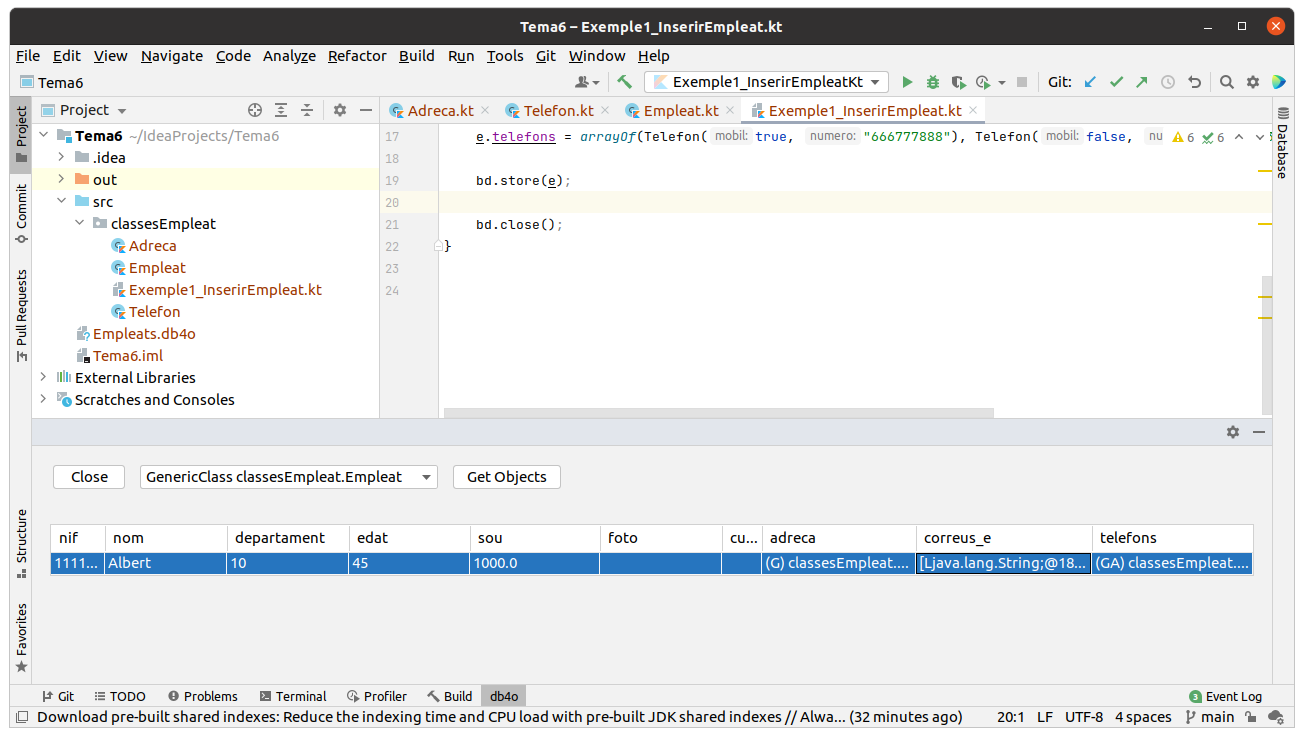 Tema6 – Exemple1_InserirEmpleat.kt
File Edit View Navigate Code Analyze Refactor Build Run Tools Git Window Help
Tema6 Exemple1_InserirEmpleatKt Git:
Project
Adreca.kt Telefon.kt Empleat.kt Exemple1_InserirEmpleat.kt
Project
Commit
Pull Requests
Structure
Favorites
Database
Tema6 ~/IdeaProjects/Tema6
.idea
out
src
classesEmpleat
Adreca
Empleat
Exemple1_InserirEmpleat.kt
Telefon
Empleats.db4o
Tema6.iml
External Libraries
Scratches and Consoles
17 e.telefons = arrayOf(Telefon( mobil: true, numero: "666777888"), Telefon( mobil: false, nu 6 6
18
19 bd.store(e);
20
21 bd.close();
22 }
23
24
Close GenericClass classesEmpleat.Empleat Get Objects
nif nom departament edat sou foto cu... adreca correus_e telefons
1111... Albert 10 45 1000.0 (G) classesEmpleat.... [Ljava.lang.String;@18... (GA) classesEmpleat....
Git TODO Problems Terminal Profiler Build db4o 3 Event Log
Download pre-built shared indexes: Reduce the indexing time and CPU load with pre-built JDK shared indexes // Alwa... (32 minutes ago) 20:1 LF UTF-8 4 spaces main